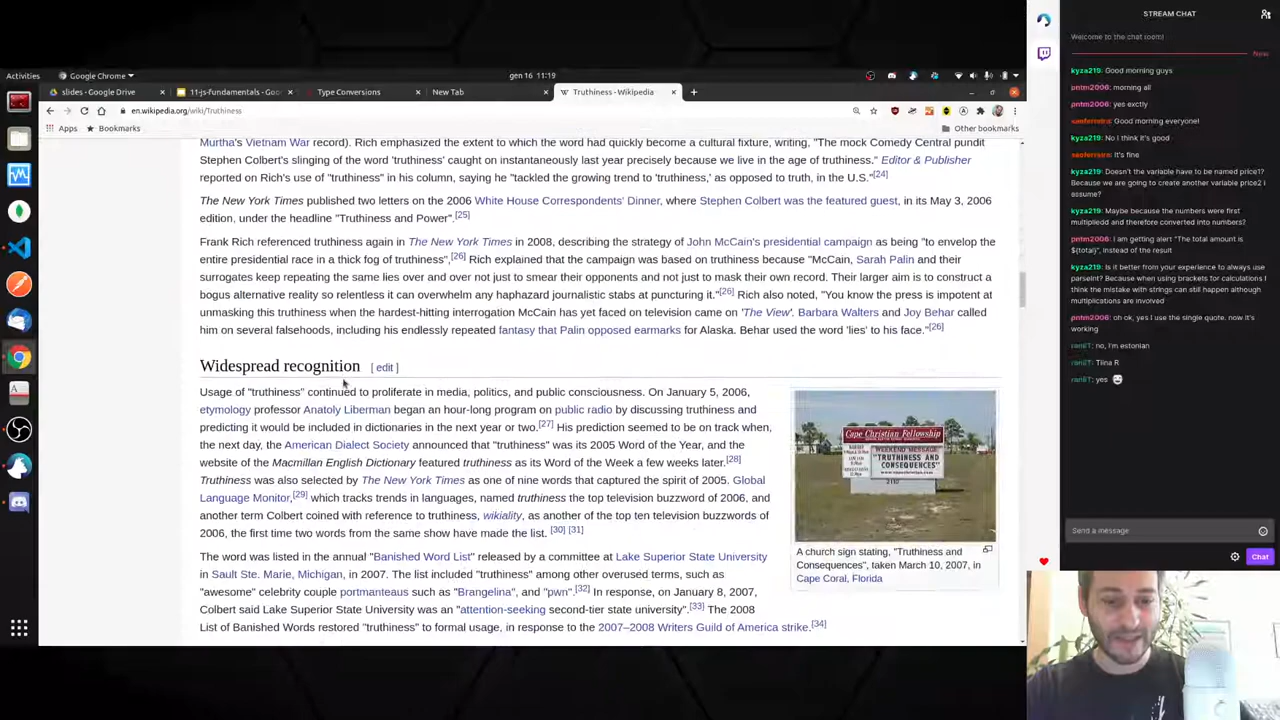 STREAM CHAT
Welcome to the chat room!
New
kyza219: Good morning guys
pntm2006: morning all
pntm2006: yes exctly
Good morning everyone!
kyza219: No I think it's good
It's fine
kyza219: Doesn't the variable have to be named price1?
Because we are going to create another variable price2 i
assume?
kyza219: Maybe because the numbers were first
multipliedd and therefore converted into numbers?
pntm2006: I am getting alert "The total amount is
${total}", instead of the result
kyza219: Is it better from your experience to always use
parseInt? Because when using brackets for calculations I
think the mistake with strings can still happen although
multiplications are invoved
pntm2006: oh ok, yes I use the single quote. now it's
working
no, I'm estonian
Tiina R
yes
Send a message
Chat
Activities
Google Chrome
gen 16 11:19
slides - Google Drive
11-js-Fundamentals - Goo
Type Conversions
New Tab
W Truthiness - Wikipedia
en.wikipedia.org/wiki/Truthiness
Apps
Bookmarks
Other bookmarks
Murtha's Vietnam War record). Rich emphasized the extent to which the word had quickly become a cultural fixture, writing, "The mock Comedy Central pundit
Stephen Colbert's slinging of the word 'truthiness' caught on instantaneously last year precisely because we live in the age of truthiness." Editor & Publisher
reported on Rich's use of "truthiness" in his column, saying he "tackled the growing trend to 'truthiness,' as opposed to truth, in the U.S."[24]
The New York Times published two letters on the 2006 White House Correspondents' Dinner, where Stephen Colbert was the featured guest, in its May 3, 2006
edition, under the headline "Truthiness and Power".[25]
Frank Rich referenced truthiness again in The New York Times in 2008, describing the strategy of John McCain's presidential campaign as being "to envelop the
entire presidential race in a thick fog of truthiness",[26] Rich explained that the campaign was based on truthiness because "McCain, Sarah Palin and their
surrogates keep repeating the same lies over and over not just to smear their opponents and not just to mask their own record. Their larger aim is to construct a
bogus alternative reality so relentless it can overwhelm any haphazard journalistic stabs at puncturing it."[26] Rich also noted, "You know the press is impotent at
unmasking this truthiness when the hardest-hitting interrogation McCain has yet faced on television came on 'The View'. Barbara Walters and Joy Behar called
him on several falsehoods, including his endlessly repeated fantasy that Palin opposed earmarks for Alaska. Behar used the word 'lies' to his face."[26]
Widespread recognition [ edit ]
Usage of "truthiness" continued to proliferate in media, politics, and public consciousness. On January 5, 2006,
etymology professor Anatoly Liberman began an hour-long program on public radio by discussing truthiness and
predicting it would be included in dictionaries in the next year or two.[27] His prediction seemed to be on track when,
the next day, the American Dialect Society announced that "truthiness" was its 2005 Word of the Year, and the
website of the Macmillan English Dictionary featured truthiness as its Word of the Week a few weeks later.[28]
Truthiness was also selected by The New York Times as one of nine words that captured the spirit of 2005. Global
Language Monitor,[29] which tracks trends in languages, named truthiness the top television buzzword of 2006, and
another term Colbert coined with reference to truthiness, wikiality, as another of the top ten television buzzwords of
2006, the first time two words from the same show have made the list. [30] [31]
The word was listed in the annual "Banished Word List" released by a committee at Lake Superior State University
in Sault Ste. Marie, Michigan, in 2007. The list included "truthiness" among other overused terms, such as
"awesome" celebrity couple portmanteaus such as "Brangelina", and "pwn".[32] In response, on January 8, 2007,
Colbert said Lake Superior State University was an "attention-seeking second-tier state university".[33] The 2008
List of Banished Words restored "truthiness" to formal usage, in response to the 2007–2008 Writers Guild of America strike.[34]
Cape Christian Fellowship
WEEKEND MESSAGE
"TRUTHINESS AND
CONSEQUENCES"
A church sign stating, "Truthiness and
Consequences", taken March 10, 2007, in
Cape Coral, Florida